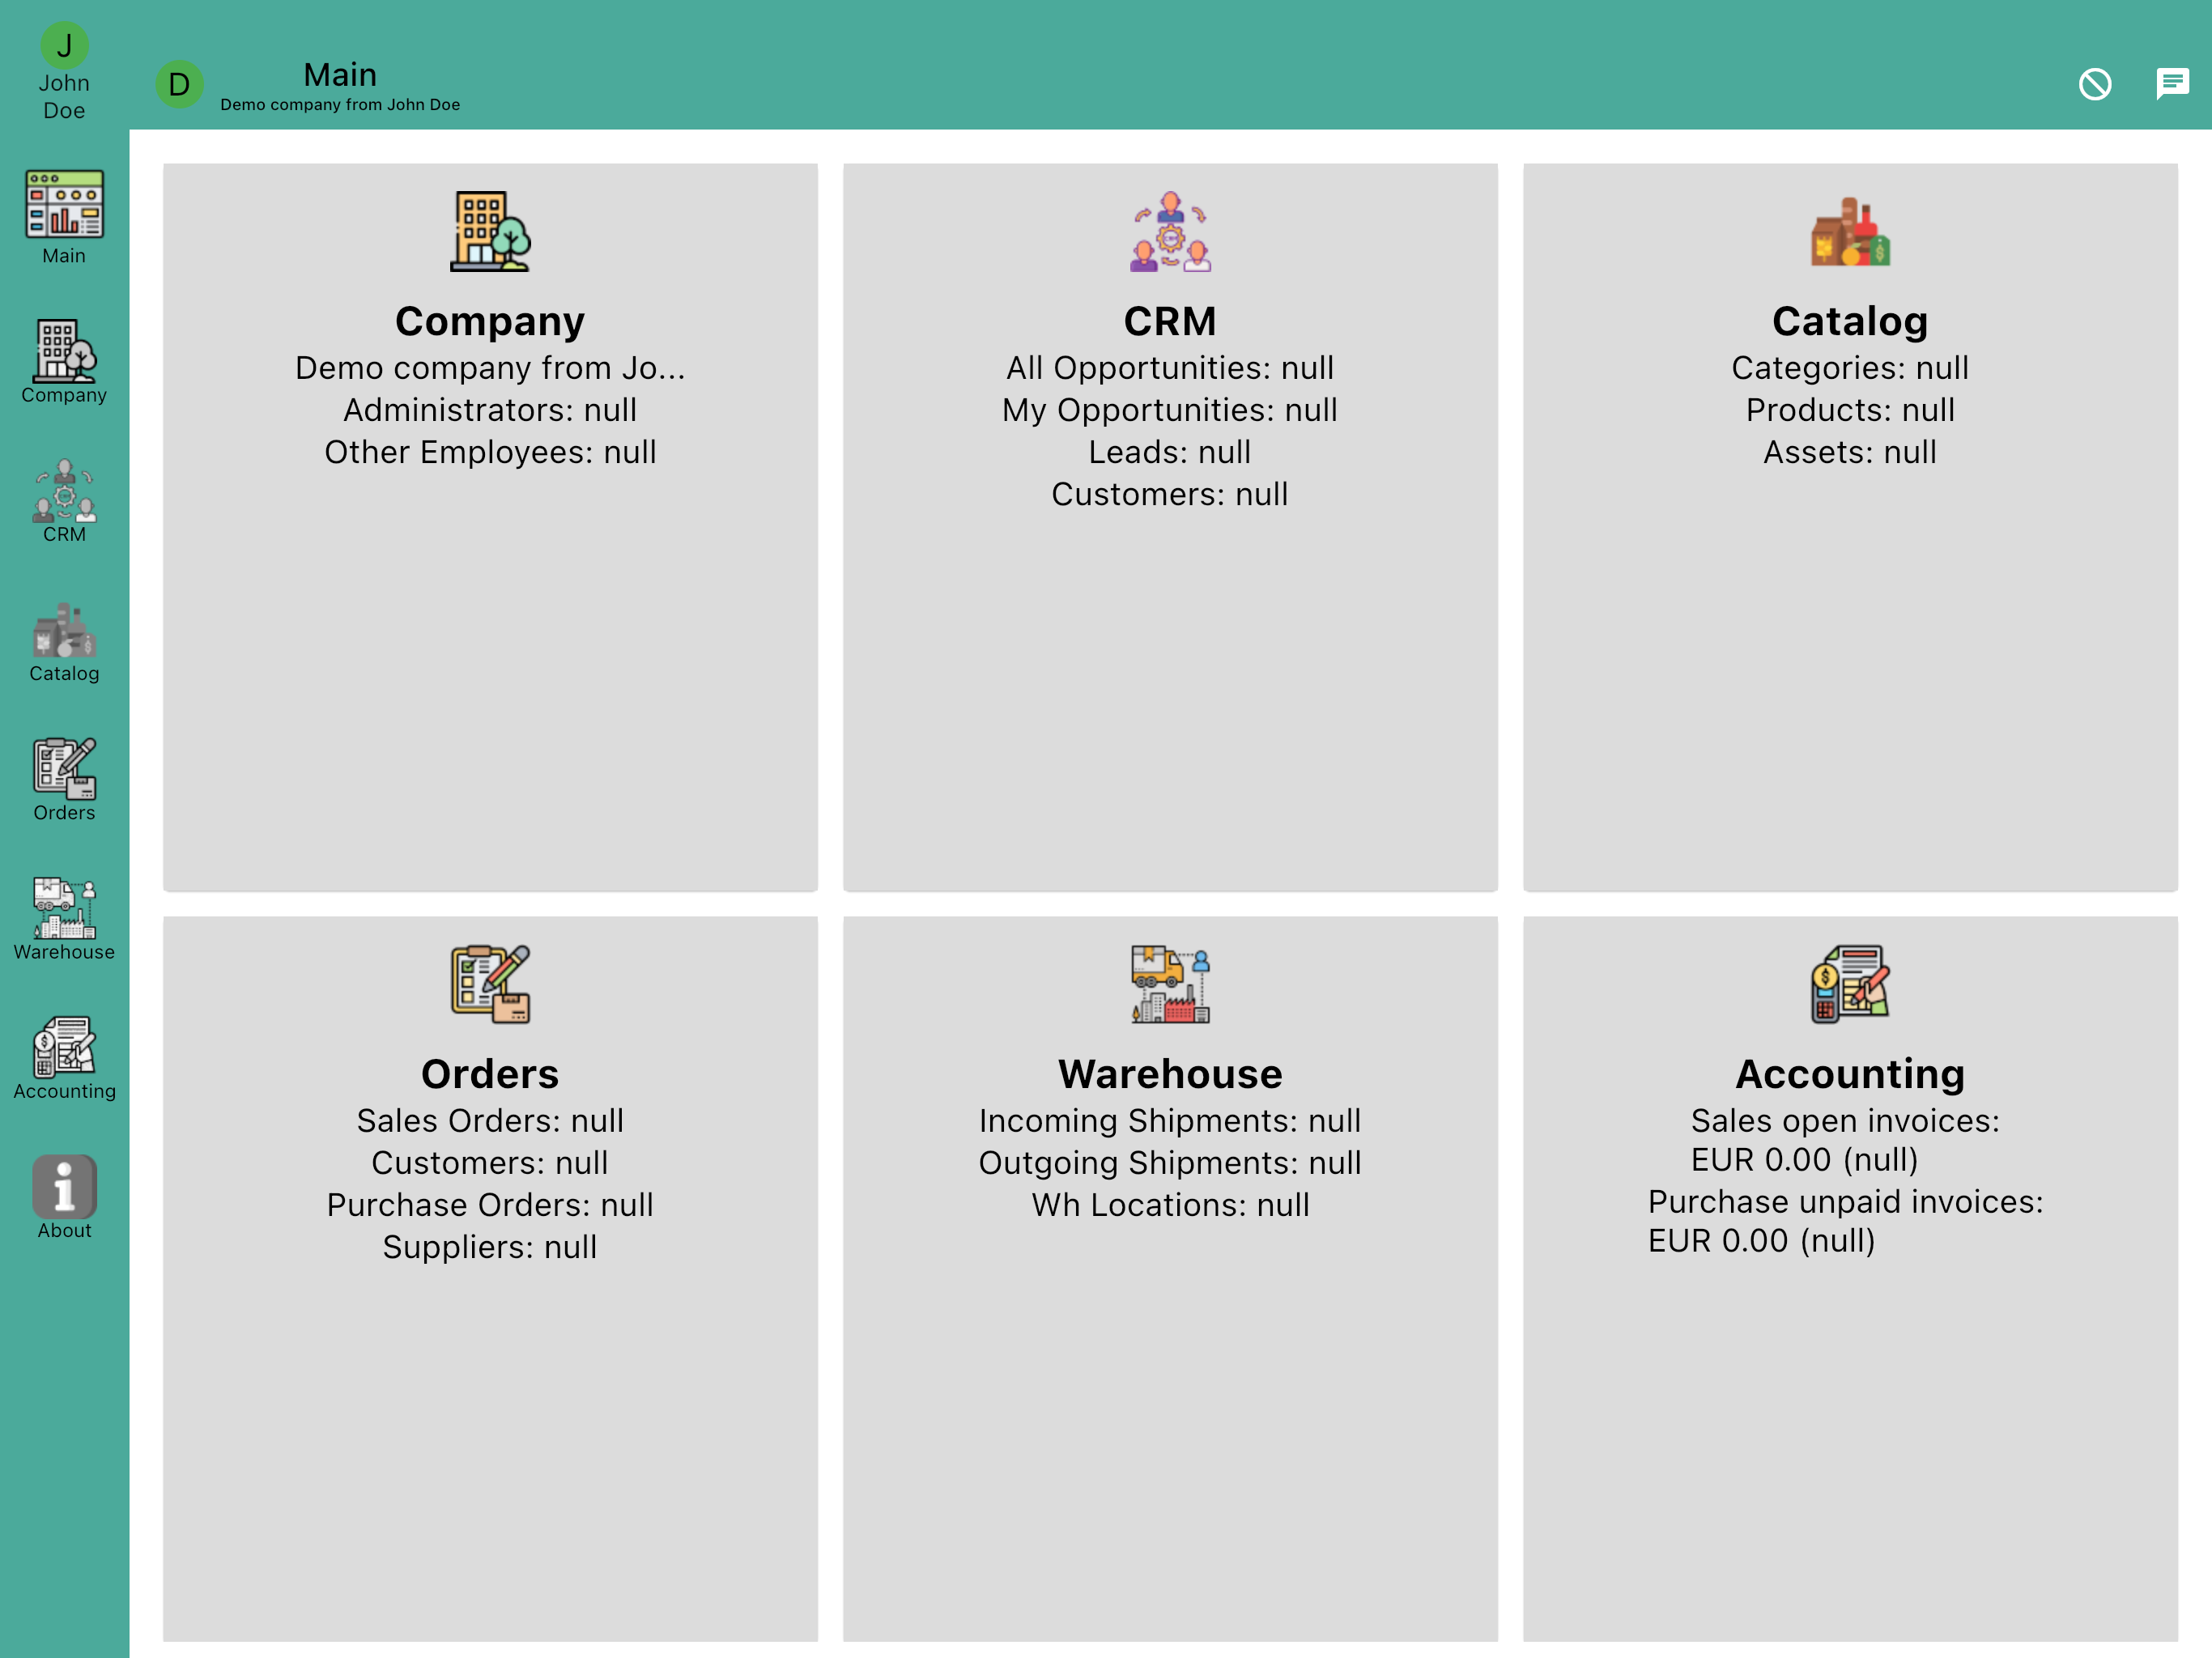 J
John
Doe
D
Main
Demo company from John Doe
Main
Company
CRM
Catalog
Orders
Warehouse
Accounting
About
Company
Demo company from Jo...
Administrators: null
Other Employees: null
CRM
All Opportunities: null
My Opportunities: null
Leads: null
Customers: null
Catalog
Categories: null
Products: null
Assets: null
Orders
Sales Orders: null
Customers: null
Purchase Orders: null
Suppliers: null
Warehouse
Incoming Shipments: null
Outgoing Shipments: null
Wh Locations: null
Accounting
Sales open invoices:
EUR 0.00 (null)
Purchase unpaid invoices:
EUR 0.00 (null)